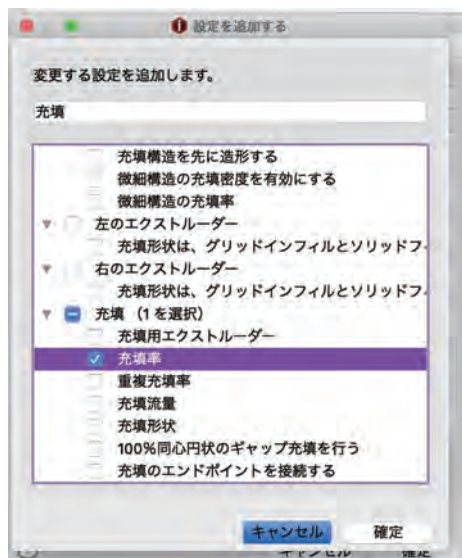 設定を追加する
変更する設定を追加します。
充填
充填構造を先に造形する
微細構造の充填密度を有効にする
微細構造の充填率
左のエクストルーダー
充填形状は、グリッドインフィルとソリッドフィ
右のエクストルーダー
充填形状は、グリッドインフィルとソリッドフィ
充填 (1 を選択)
充填用エクストルーダー
充填率
重複充填率
充填流量
充填形状
100%同心円状のギャップ充填を行う
充填のエンドポイントを接続する
キャンセル 確定
キャンセル 確定